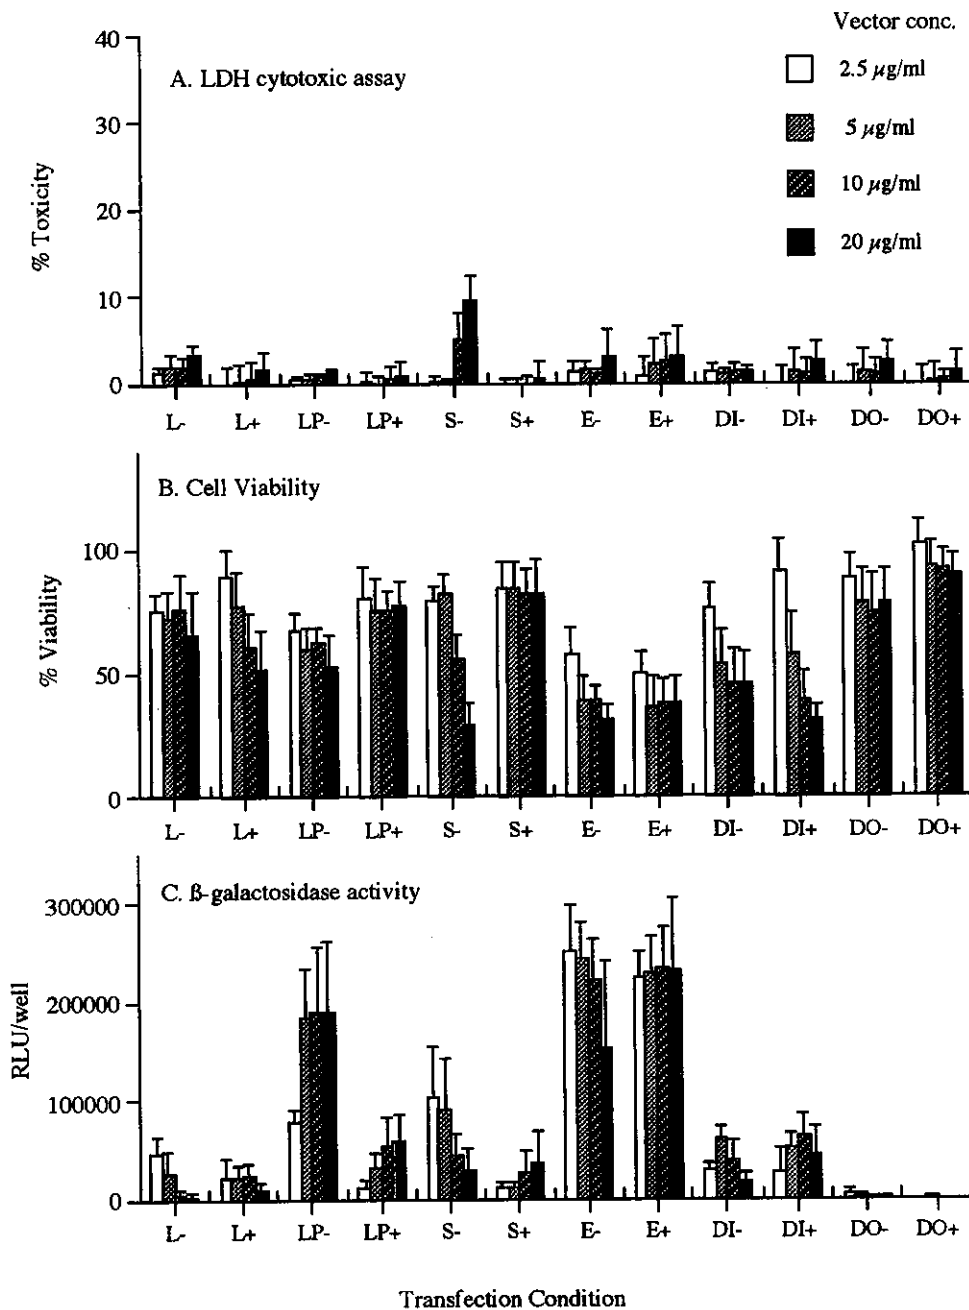 Vector conc.
2.5 µg/ml
5 µg/ml
10 µg/ml
20 µg/ml
A. LDH cytotoxic assay
40
30
20
10
0
% Toxicity
L- L+ LP- LP+ S- S+ E- E+ DI- DI+ DO- DO+
B. Cell Viability
100
50
0
% Viability
L- L+ LP- LP+ S- S+ E- E+ DI- DI+ DO- DO+
C. ß-galactosidase activity
300000
200000
100000
0
RLU/well
L- L+ LP- LP+ S- S+ E- E+ DI- DI+ DO- DO+
Transfection Condition